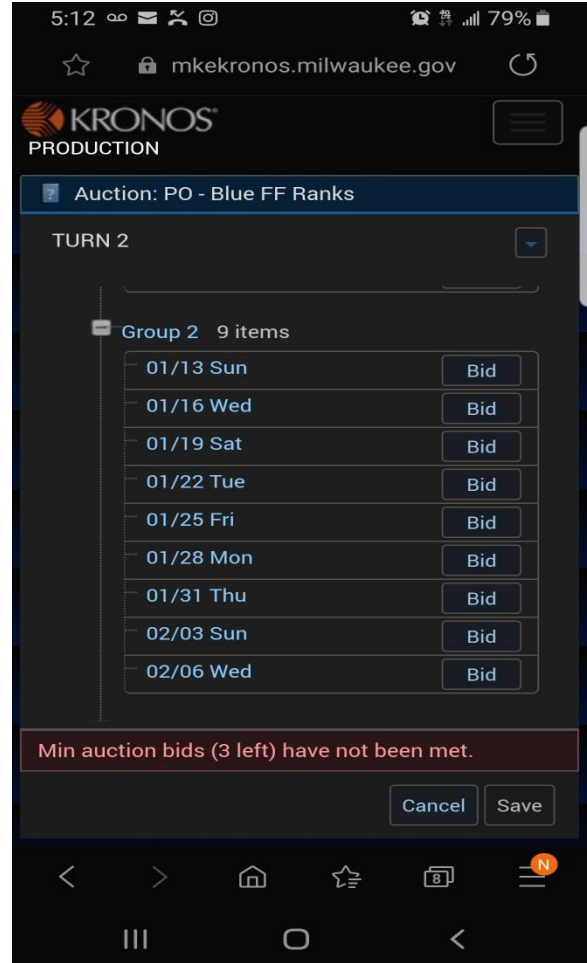 5:12 79%
mkekronos.milwaukee.gov
KRONOS®
PRODUCTION
Auction: PO - Blue FF Ranks
TURN 2
Group 2 9 items
01/13 Sun Bid
01/16 Wed Bid
01/19 Sat Bid
01/22 Tue Bid
01/25 Fri Bid
01/28 Mon Bid
01/31 Thu Bid
02/03 Sun Bid
02/06 Wed Bid
Min auction bids (3 left) have not been met.
Cancel Save
8 N